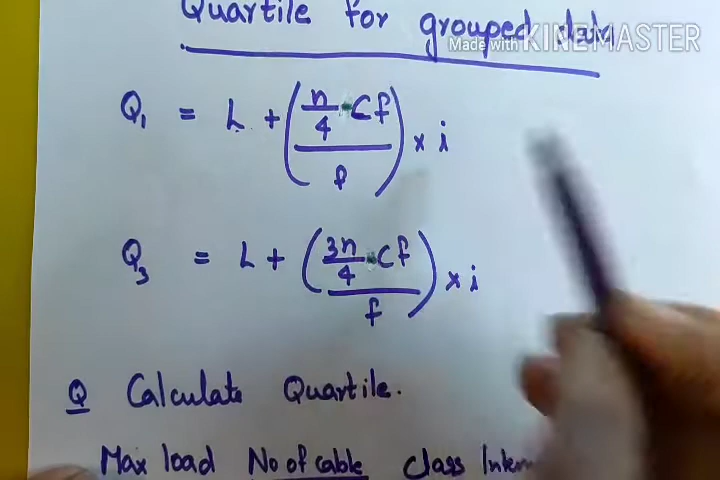 Quartile for grouped data
Made with KINEMASTER
Q₁ = L + (n/4 - Cf / f) × i
Q₃ = L + (3n/4 - Cf / f) × i
Q Calculate Quartile.
Max load No of cable class